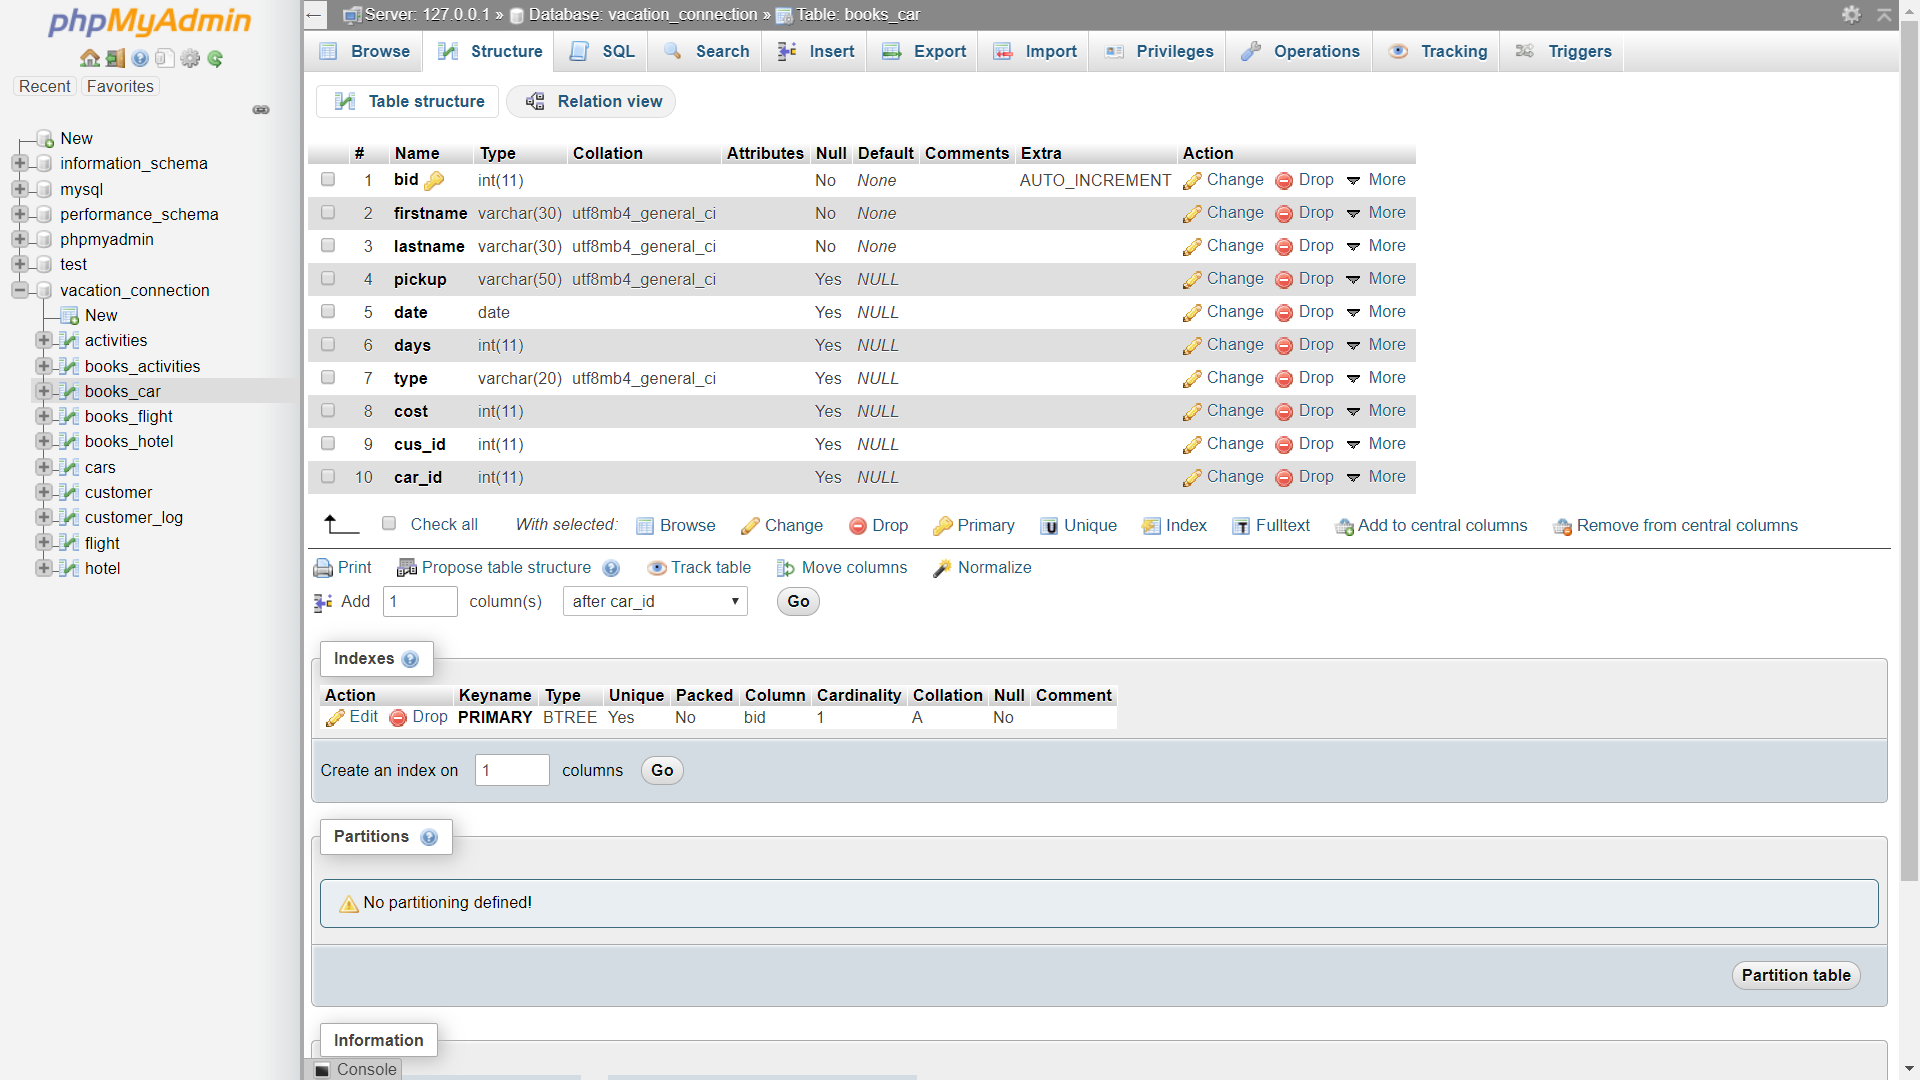 phpMyAdmin
Recent Favorites
New
information_schema
mysql
performance_schema
phpmyadmin
test
vacation_connection
New
activities
books_activities
books_car
books_flight
books_hotel
cars
customer
customer_log
flight
hotel
← Server: 127.0.0.1 » Database: vacation_connection » Table: books_car
Browse Structure SQL Search Insert Export Import Privileges Operations Tracking Triggers
Table structure Relation view
# Name Type Collation Attributes Null Default Comments Extra Action
1 bid int(11) No None AUTO_INCREMENT Change Drop More
2 firstname varchar(30) utf8mb4_general_ci No None Change Drop More
3 lastname varchar(30) utf8mb4_general_ci No None Change Drop More
4 pickup varchar(50) utf8mb4_general_ci Yes NULL Change Drop More
5 date date Yes NULL Change Drop More
6 days int(11) Yes NULL Change Drop More
7 type varchar(20) utf8mb4_general_ci Yes NULL Change Drop More
8 cost int(11) Yes NULL Change Drop More
9 cus_id int(11) Yes NULL Change Drop More
10 car_id int(11) Yes NULL Change Drop More
Check all With selected: Browse Change Drop Primary Unique Index Fulltext Add to central columns Remove from central columns
Print Propose table structure Track table Move columns Normalize
Add 1 column(s) after car_id Go
Indexes
Action Keyname Type Unique Packed Column Cardinality Collation Null Comment
Edit Drop PRIMARY BTREE Yes No bid 1 A No
Create an index on 1 columns Go
Partitions
No partitioning defined!
Partition table
Information
Console